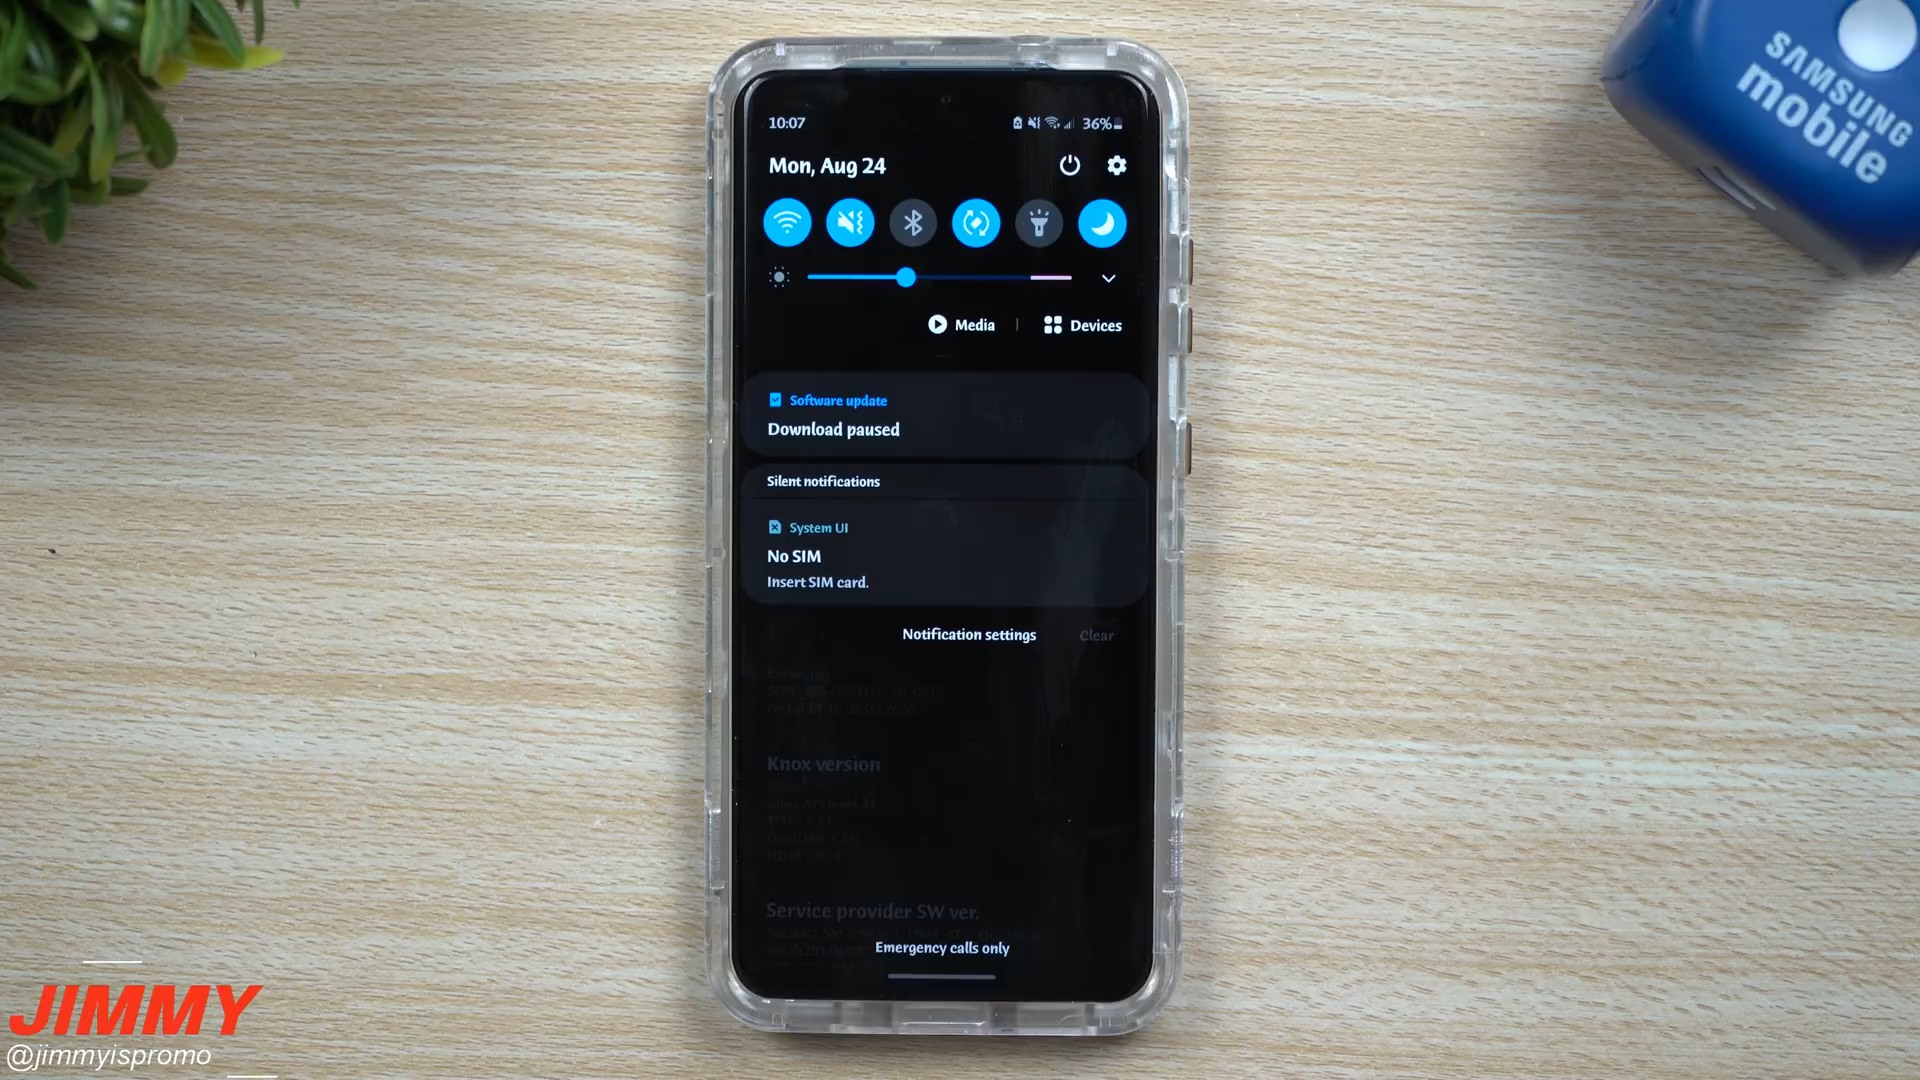 SAMSUNG
mobile
10:07
36%
Mon, Aug 24
Media
Devices
Software update
Download paused
Silent notifications
System UI
No SIM
Insert SIM card.
Notification settings
Clear
Enforcing
Knox version
Service provider SW ver.
Emergency calls only
JIMMY
@jimmyispromo